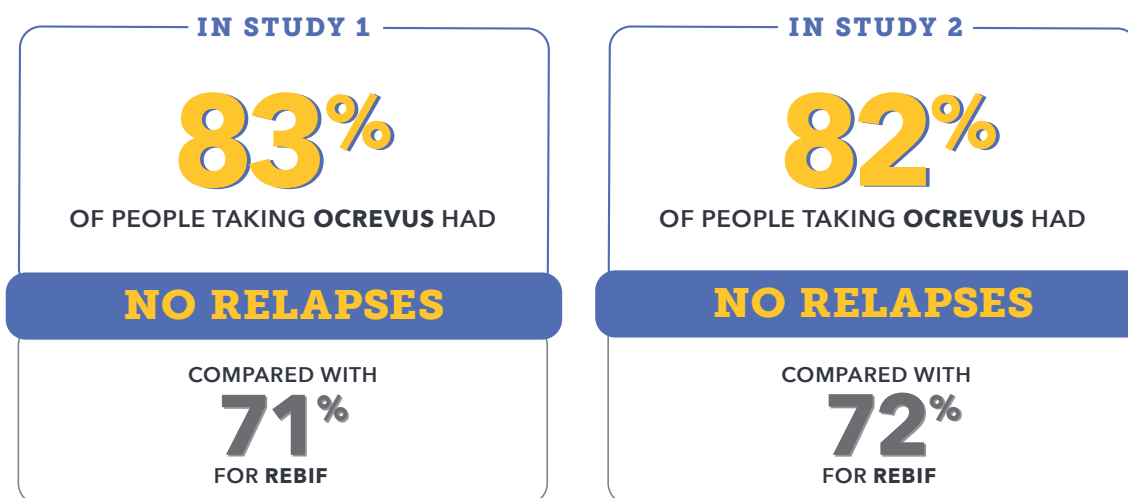 IN STUDY 1
83%
OF PEOPLE TAKING OCREVUS HAD
NO RELAPSES
COMPARED WITH
71%
FOR REBIF
IN STUDY 2
82%
OF PEOPLE TAKING OCREVUS HAD
NO RELAPSES
COMPARED WITH
72%
FOR REBIF